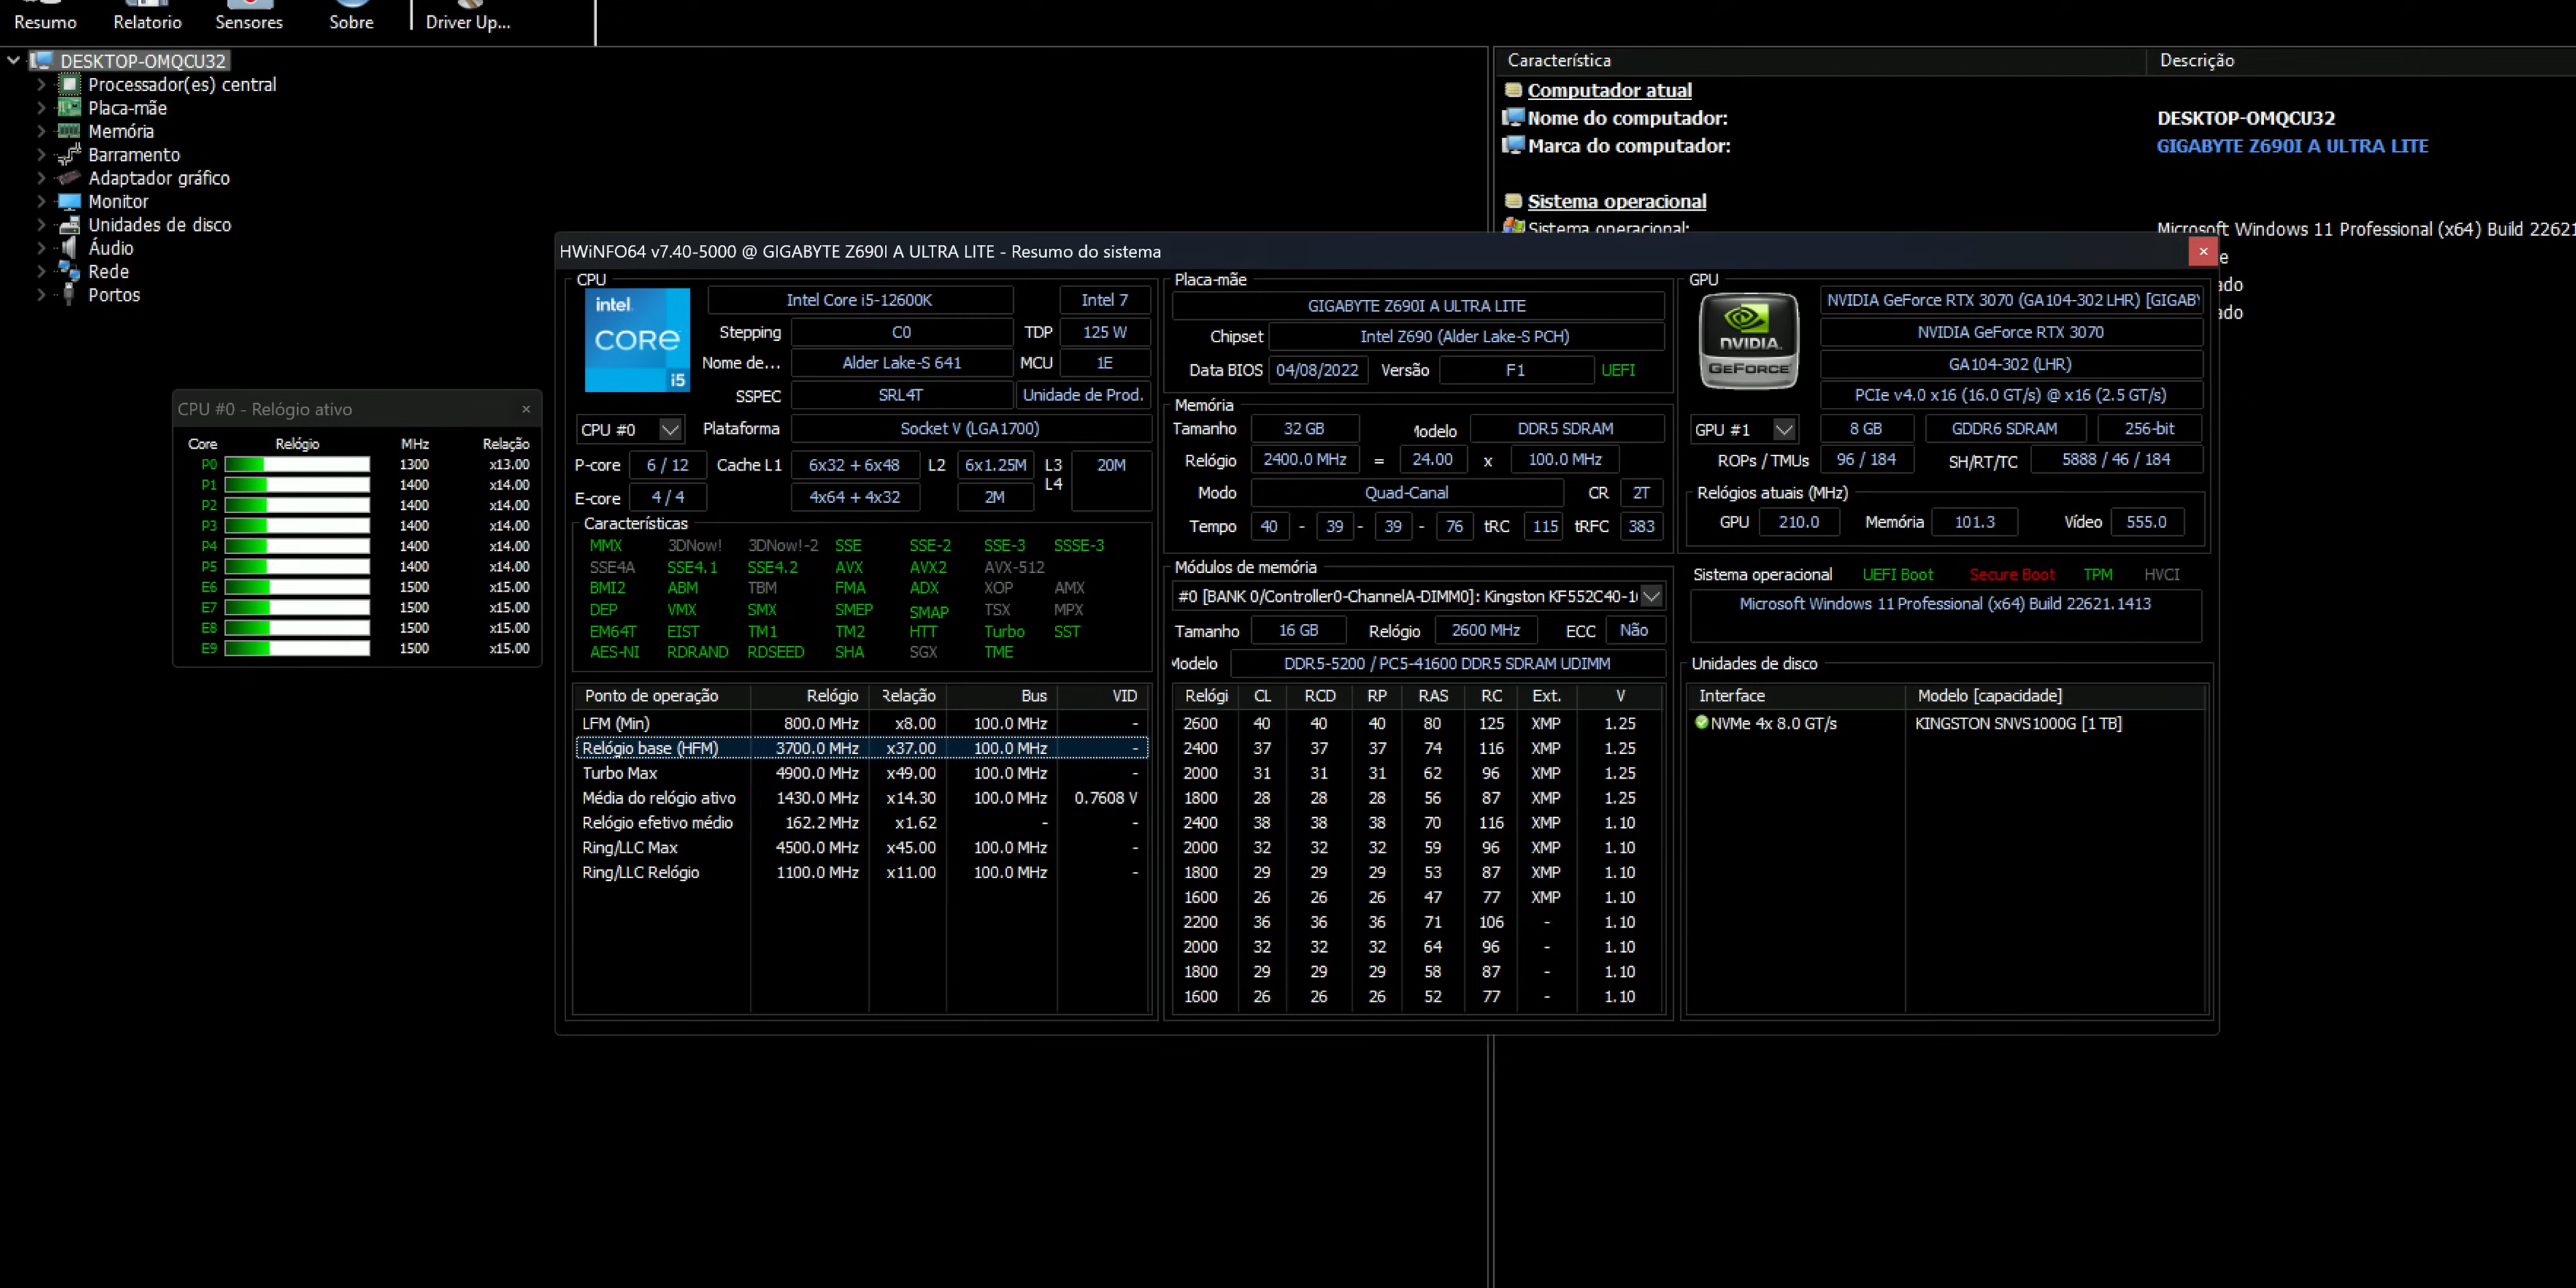 Resumo
Relatorio
Sensores
Sobre
Driver Up...
DESKTOP-OMQCU32
Processador(es) central
Placa-mãe
Memória
Barramento
Adaptador gráfico
Monitor
Unidades de disco
Áudio
Rede
Portos
Característica Descrição
Computador atual
Nome do computador: DESKTOP-OMQCU32
Marca do computador: GIGABYTE Z690I A ULTRA LITE
Sistema operacional
Sistema operacional: Microsoft Windows 11 Professional (x64) Build 22621
CPU #0 - Relógio ativo
Core Relógio MHz Relação
P0 1300 x13.00
P1 1400 x14.00
P2 1400 x14.00
P3 1400 x14.00
P4 1400 x14.00
P5 1400 x14.00
E6 1500 x15.00
E7 1500 x15.00
E8 1500 x15.00
E9 1500 x15.00
HWiNFO64 v7.40-5000 @ GIGABYTE Z690I A ULTRA LITE - Resumo do sistema
CPU
intel CORE i5
Intel Core i5-12600K Intel 7
Stepping C0 TDP 125 W
Nome de... Alder Lake-S 641 MCU 1E
SSPEC SRL4T Unidade de Prod.
CPU #0 Plataforma Socket V (LGA1700)
P-core 6 / 12 Cache L1 6x32 + 6x48 L2 6x1.25M L3 20M
L4
E-core 4 / 4 4x64 + 4x32 2M
Características
MMX 3DNow! 3DNow!-2 SSE SSE-2 SSE-3 SSSE-3
SSE4A SSE4.1 SSE4.2 AVX AVX2 AVX-512
BMI2 ABM TBM FMA ADX XOP AMX
DEP VMX SMX SMEP SMAP TSX MPX
EM64T EIST TM1 TM2 HTT Turbo SST
AES-NI RDRAND RDSEED SHA SGX TME
Ponto de operação Relógio Relação Bus VID
LFM (Min) 800.0 MHz x8.00 100.0 MHz -
Relógio base (HFM) 3700.0 MHz x37.00 100.0 MHz -
Turbo Max 4900.0 MHz x49.00 100.0 MHz -
Média do relógio ativo 1430.0 MHz x14.30 100.0 MHz 0.7608 V
Relógio efetivo médio 162.2 MHz x1.62 - -
Ring/LLC Max 4500.0 MHz x45.00 100.0 MHz -
Ring/LLC Relógio 1100.0 MHz x11.00 100.0 MHz -
Placa-mãe
GIGABYTE Z690I A ULTRA LITE
Chipset Intel Z690 (Alder Lake-S PCH)
Data BIOS 04/08/2022 Versão F1 UEFI
Memória
Tamanho 32 GB Modelo DDR5 SDRAM
Relógio 2400.0 MHz = 24.00 x 100.0 MHz
Modo Quad-Canal CR 2T
Tempo 40 - 39 - 39 - 76 tRC 115 tRFC 383
Módulos de memória
#0 [BANK 0/Controller0-ChannelA-DIMM0]: Kingston KF552C40-1
Tamanho 16 GB Relógio 2600 MHz ECC Não
Modelo DDR5-5200 / PC5-41600 DDR5 SDRAM UDIMM
Relógi CL RCD RP RAS RC Ext. V
2600 40 40 40 80 125 XMP 1.25
2400 37 37 37 74 116 XMP 1.25
2000 31 31 31 62 96 XMP 1.25
1800 28 28 28 56 87 XMP 1.25
2400 38 38 38 70 116 XMP 1.10
2000 32 32 32 59 96 XMP 1.10
1800 29 29 29 53 87 XMP 1.10
1600 26 26 26 47 77 XMP 1.10
2200 36 36 36 71 106 - 1.10
2000 32 32 32 64 96 - 1.10
1800 29 29 29 58 87 - 1.10
1600 26 26 26 52 77 - 1.10
GPU
NVIDIA GEFORCE
NVIDIA GeForce RTX 3070 (GA104-302 LHR) [GIGABY
NVIDIA GeForce RTX 3070
GA104-302 (LHR)
PCIe v4.0 x16 (16.0 GT/s) @ x16 (2.5 GT/s)
GPU #1 8 GB GDDR6 SDRAM 256-bit
ROPs / TMUs 96 / 184 SH/RT/TC 5888 / 46 / 184
Relógios atuais (MHz)
GPU 210.0 Memória 101.3 Vídeo 555.0
Sistema operacional UEFI Boot Secure Boot TPM HVCI
Microsoft Windows 11 Professional (x64) Build 22621.1413
Unidades de disco
Interface Modelo [capacidade]
NVMe 4x 8.0 GT/s KINGSTON SNVS1000G [1 TB]
e
ado
ado